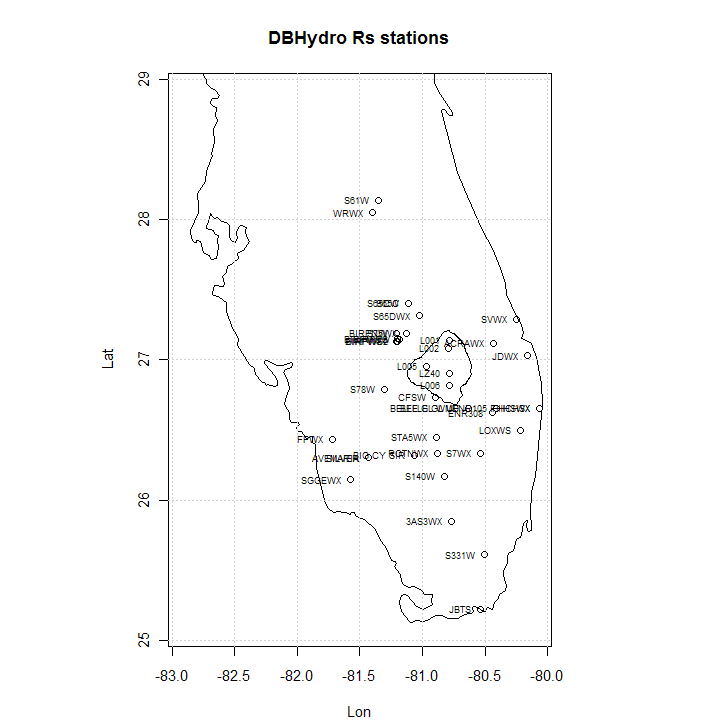 DBHydro Rs stations
29
28
27
26
25
Lat
S61W
WRWX
S65DWX
SVWX
L001
L002
ACRAWX
JDWX
L005
LZ40
S78W
L006
CFSW
ENR308
LOXWS
STA5WX
FPWX
S7WX
SGGEWX
S140W
3AS3WX
S331W
JBTS
-83.0 -82.5 -82.0 -81.5 -81.0 -80.5 -80.0
Lon